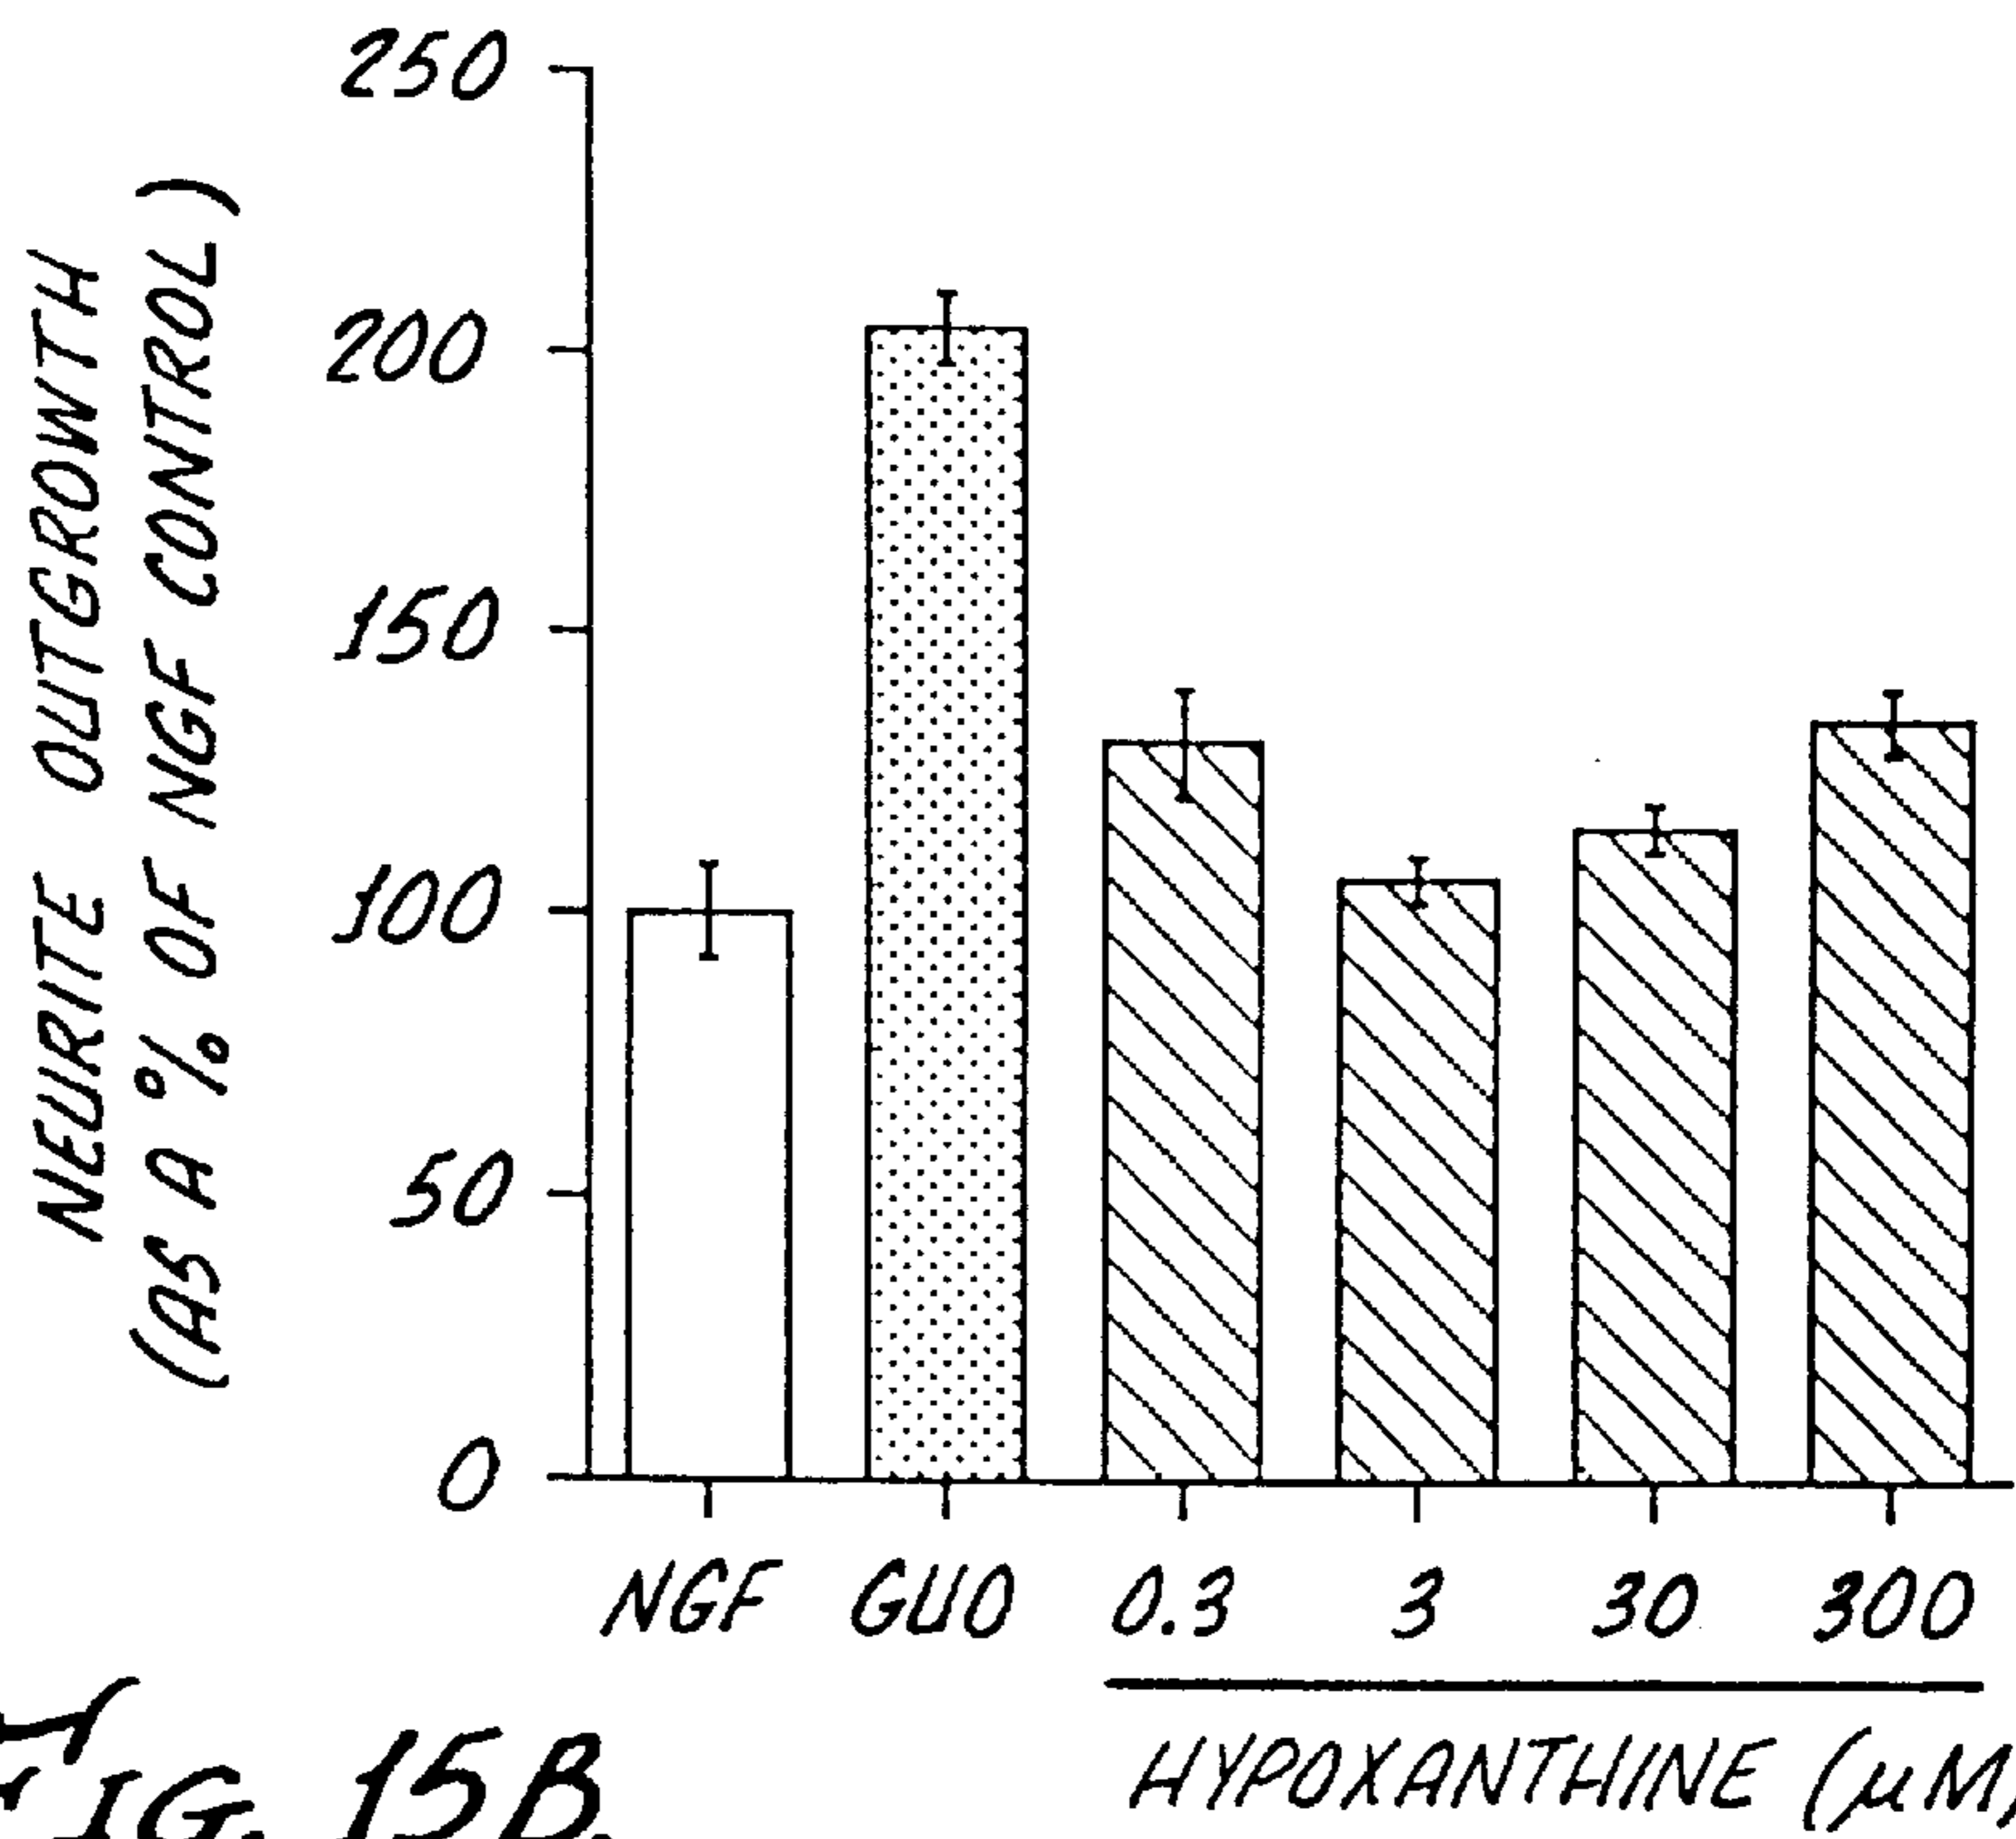 NEURITE OUTGROWTH
(AS A % OF NGF CONTROL)
250
200
150
100
50
0
NGF GUO 0.3 3 30 300
HYPOXANTHINE (µM)
FIG. 15B.